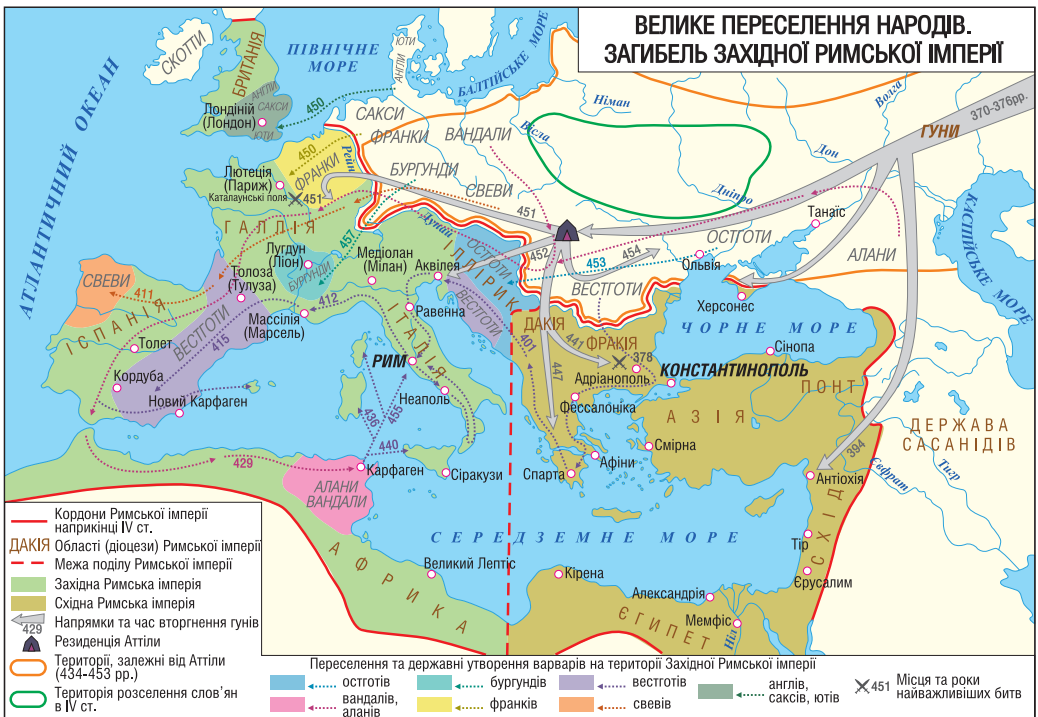 ВЕЛИКЕ ПЕРЕСЕЛЕННЯ НАРОДІВ.
ЗАГИБЕЛЬ ЗАХІДНОЇ РИМСЬКОЇ ІМПЕРІЇ
АТЛАНТИЧНИЙ ОКЕАН
СКОТТИ
БРИТАНІЯ
ПІВНІЧНЕ
МОРЕ
ЮТИ
АНГЛИ
БАЛТІЙСЬКЕ МОРЕ
Німан
Волга
370-376рр.
ГУНИ
АНГЛИ
САКСИ
ЮТИ
Лондіній
(Лондон)
450
САКСИ
ФРАНКИ
ВАНДАЛИ
Вісла
Дон
Рейн
450
ФРАНКИ
БУРГУНДИ
СВЕВИ
Дніпро
Лютеція
(Париж)
Каталаунські поля
451
451
Танаїс
КАСПІЙСЬКЕ МОРЕ
ГАЛЛІЯ
Дунай
452
453
454
ОСТГОТИ
Ольвія
АЛАНИ
457
Лугдун
(Ліон)
БУРГУНДИ
Медіолан
(Мілан)
Аквілея
ОСТГОТИ
ІЛЛІРИК
ВЕСТГОТИ
ВЕСТГОТИ
Херсонес
СВЕВИ
411
Толоза
(Тулуза)
412
Массілія
(Марсель)
Равенна
ІТАЛІЯ
401
ДАКІЯ
441
ФРАКІЯ
378
ЧОРНЕ МОРЕ
Сінопа
ІСПАНІЯ
ВЕСТГОТИ
415
Толет
РИМ
447
Адріанополь
КОНСТАНТИНОПОЛЬ
ПОНТ
Кордуба
Новий Карфаген
Неаполь
Фессалоніка
АЗІЯ
ДЕРЖАВА
САСАНІДІВ
436
455
440
429
Карфаген
Сіракузи
Спарта
Афіни
Смірна
394
Антіохія
Євфрат
Тигр
АЛАНИ
ВАНДАЛИ
СЕРЕДЗЕМНЕ МОРЕ
СХІД
Тір
АФРИКА
Великий Лептіс
Кірена
Єрусалим
Александрія
ЄГИПЕТ
Мемфіс
Ніл
Кордони Римської імперії
наприкінці IV ст.
ДАКІЯ Області (діоцези) Римської імперії
Межа поділу Римської імперії
Західна Римська імперія
Східна Римська імперія
Напрямки та час вторгнення гунів
429
Резиденція Аттіли
Території, залежні від Аттіли
(434-453 рр.)
Територія розселення слов’ян
в IV ст.
Переселення та державні утворення варварів на території Західної Римської імперії
остготів
бургундів
вестготів
англів,
саксів, ютів
вандалів,
аланів
франків
свевів
451 Місця та роки
найважливіших битв